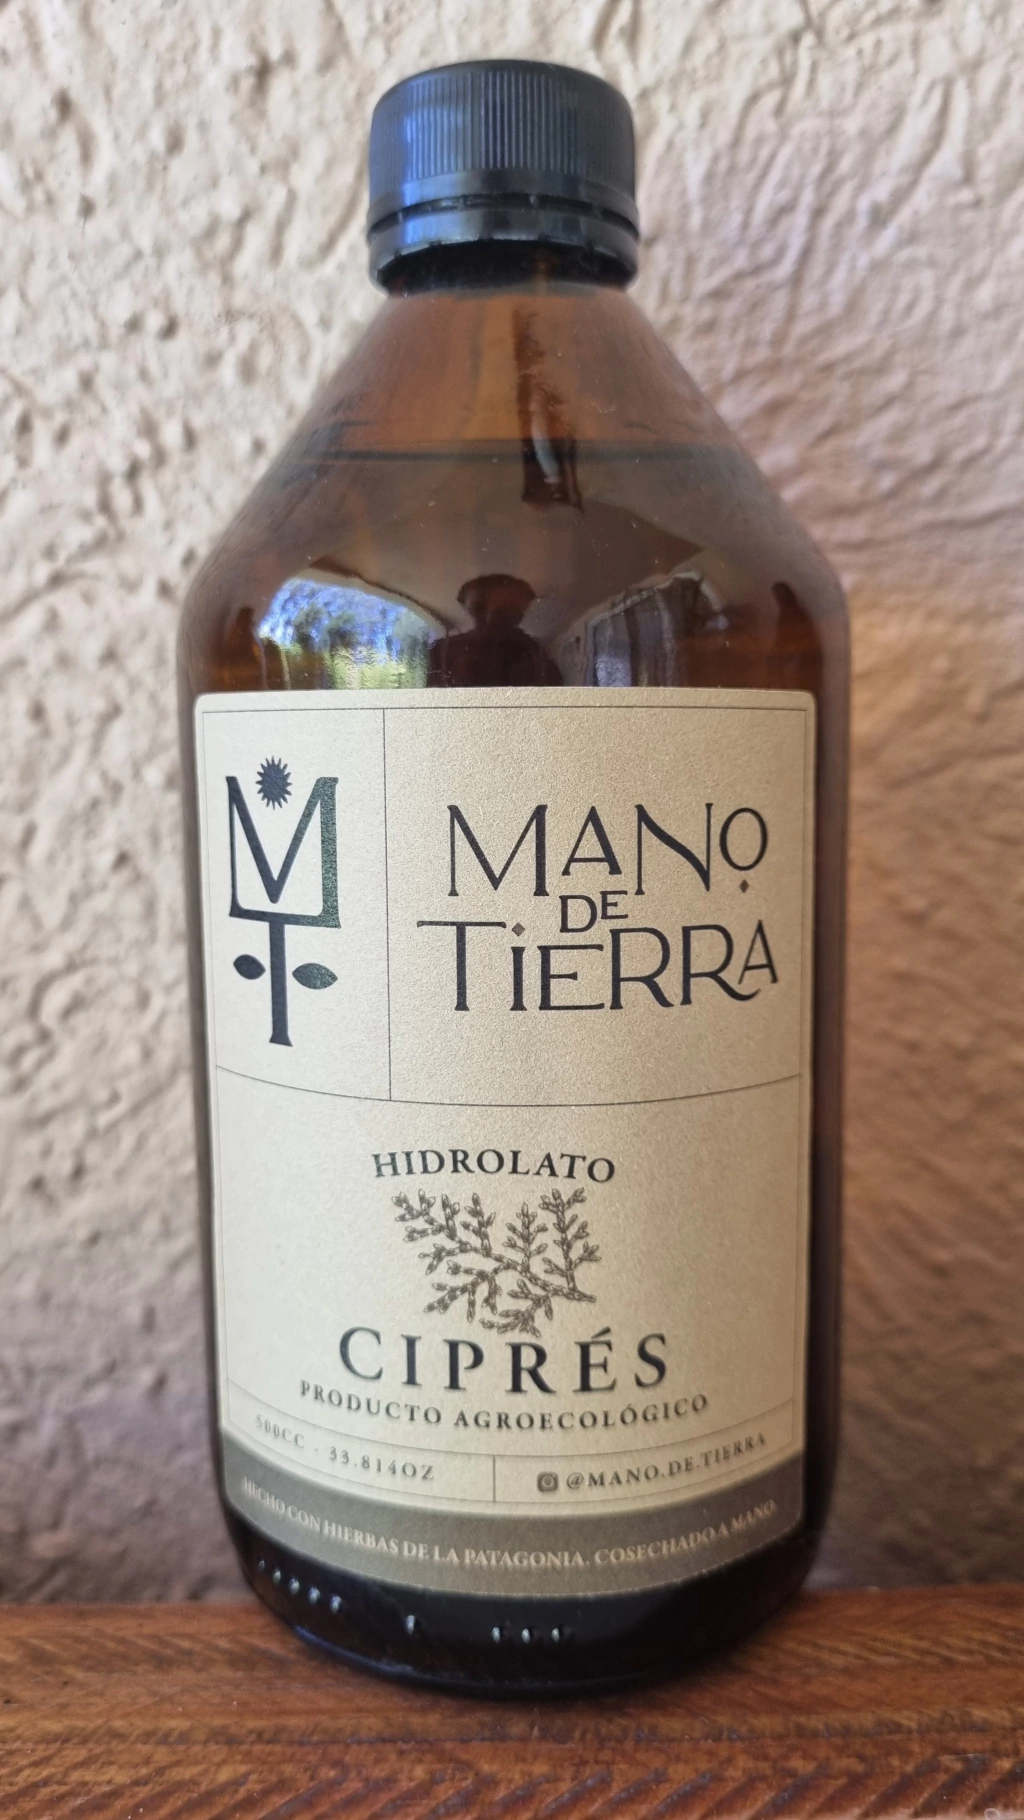 MT
MANO
DE
TIERRA
HIDROLATO
CIPRÉS
PRODUCTO AGROECOLÓGICO
500CC - 33.814OZ
@MANO.DE.TIERRA
HECHO CON HIERBAS DE LA PATAGONIA. COSECHADO A MANO.